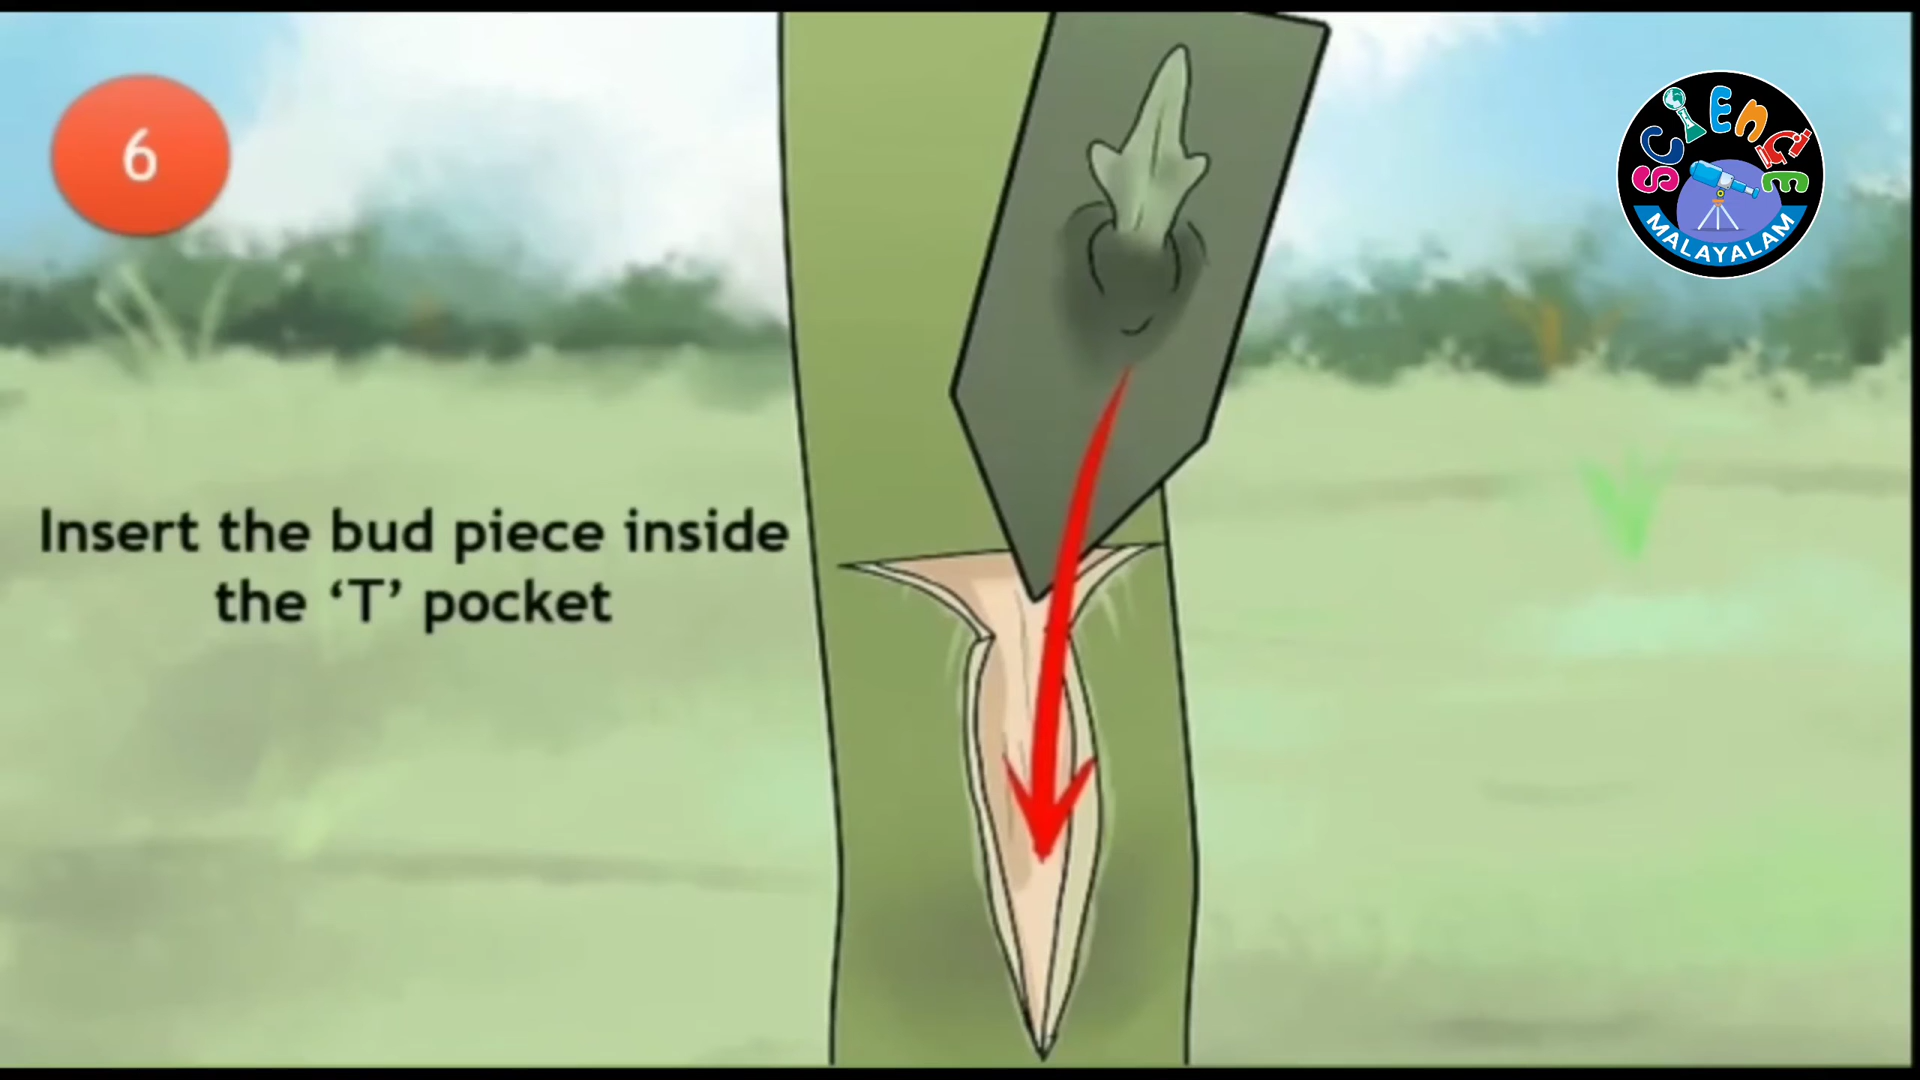 6
SCIENCE
MALAYALAM
Insert the bud piece inside
the ‘T’ pocket